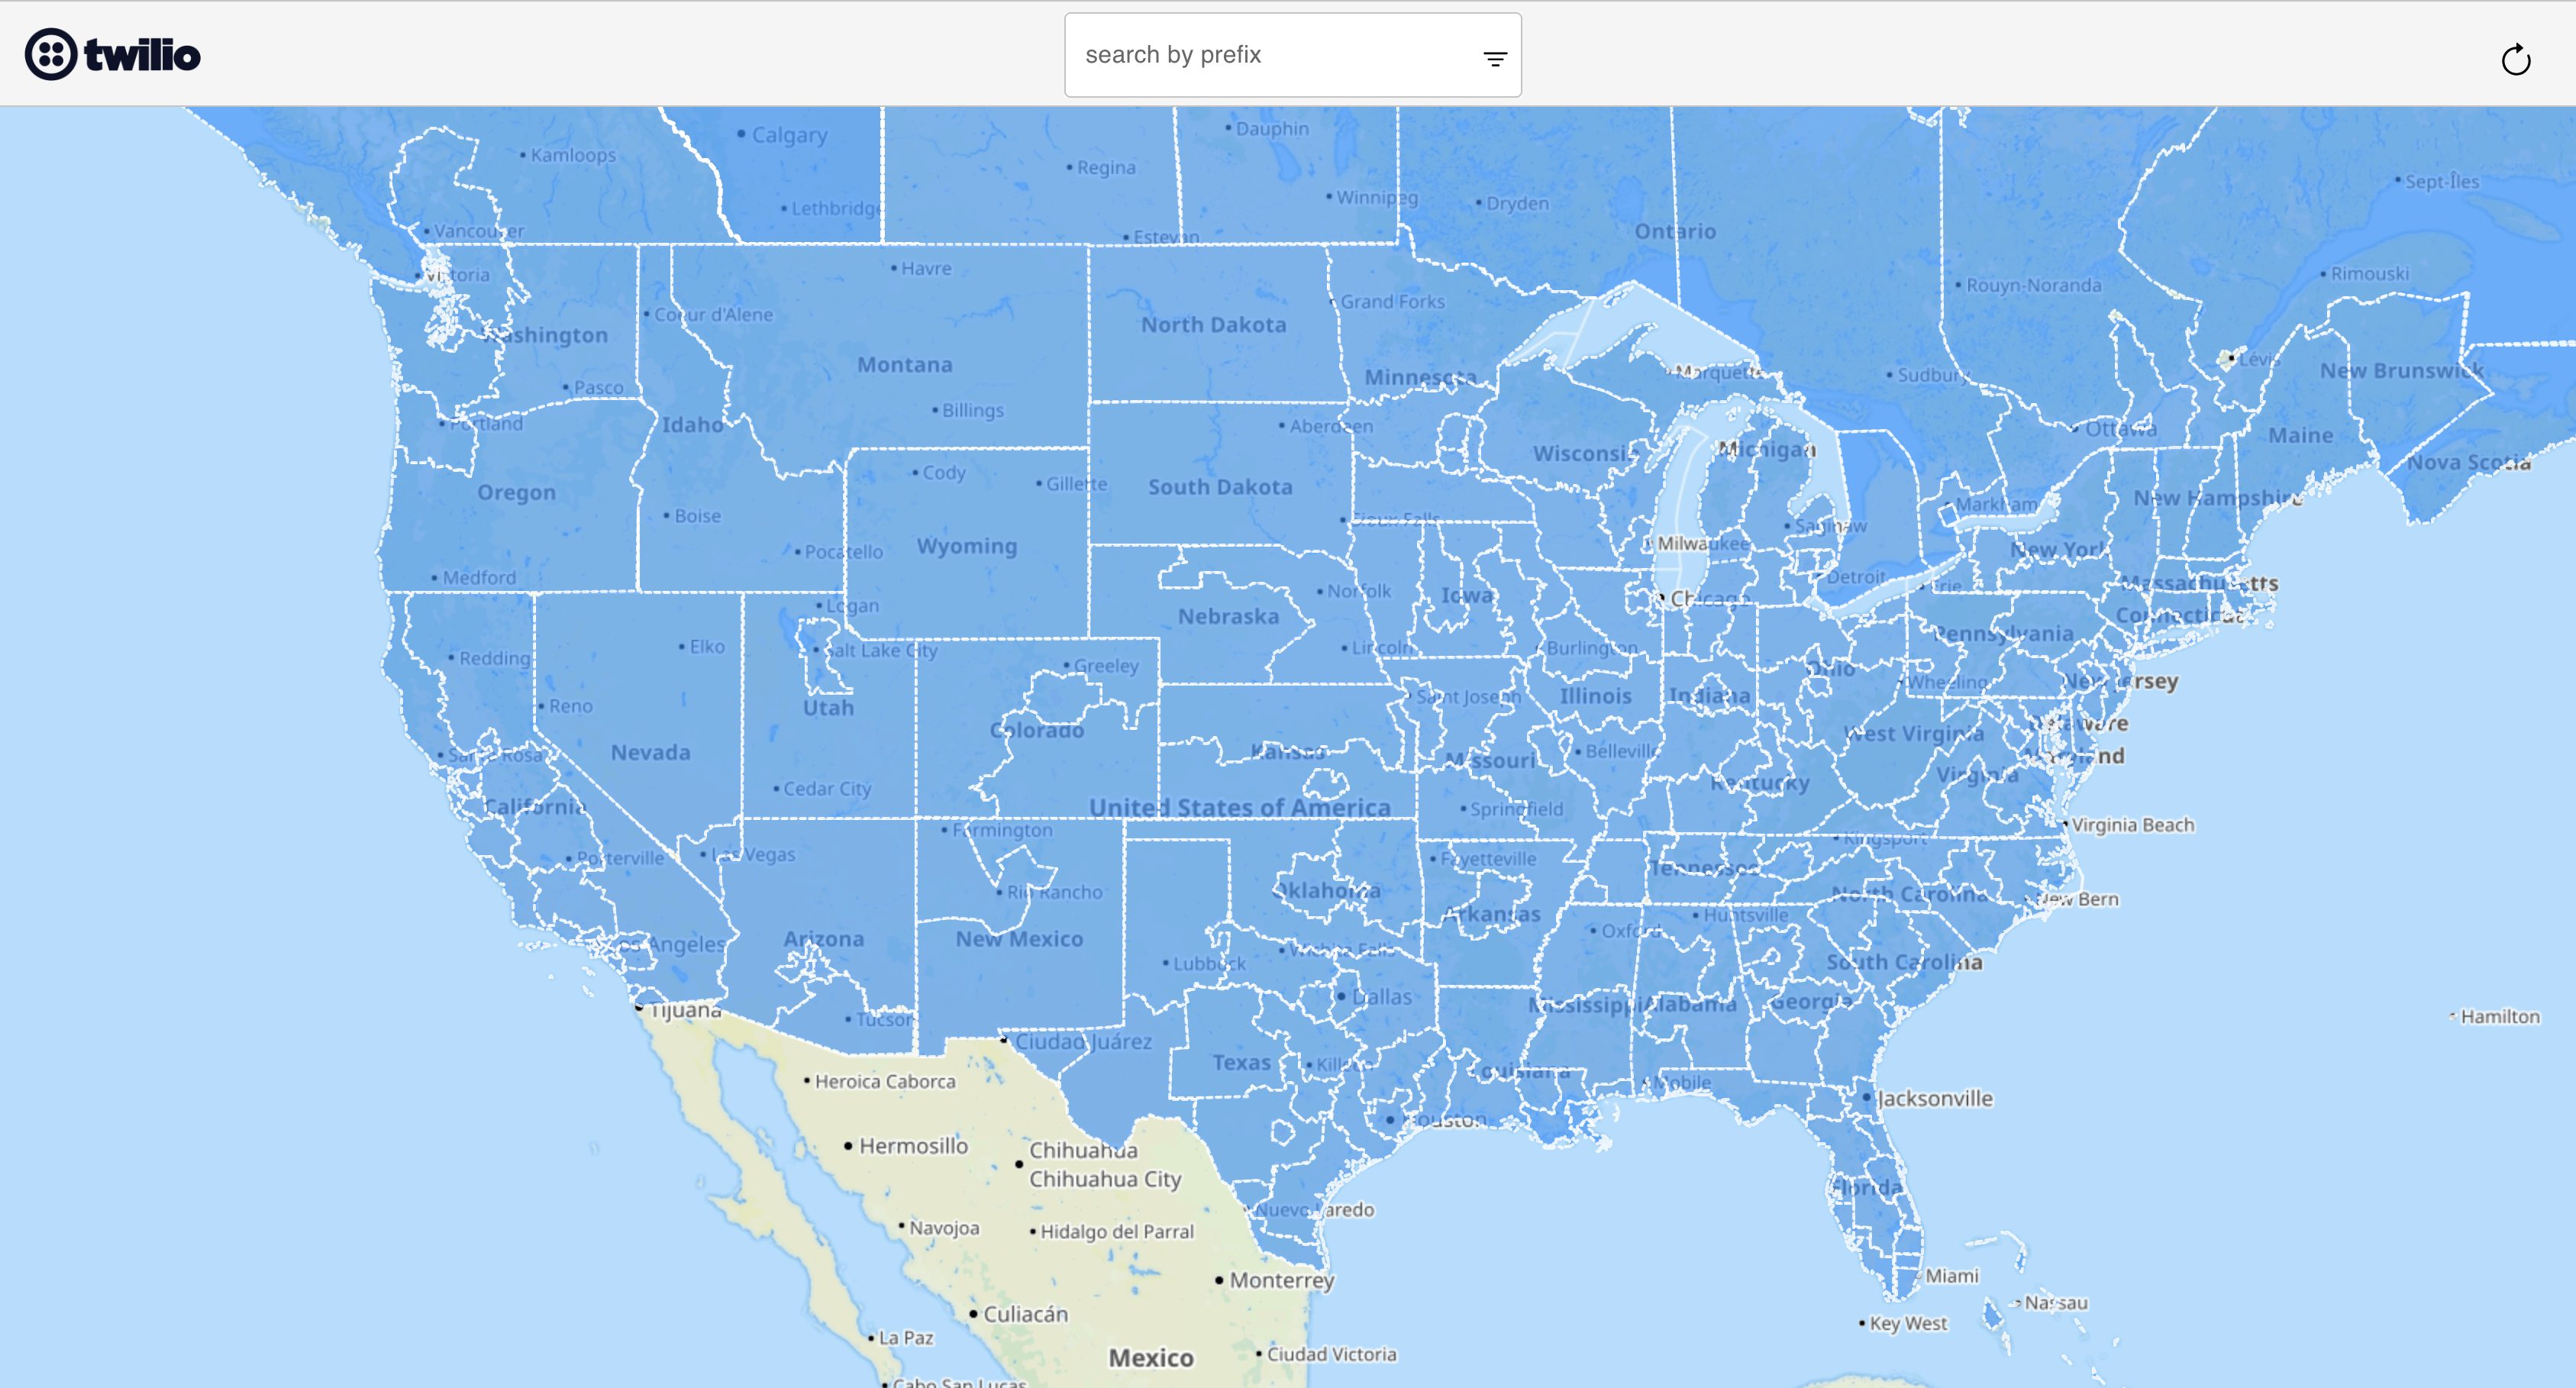 twilio
search by prefix
Calgary
Dauphin
Kamloops
Regina
Sept-Îles
Winnipeg
Dryden
Lethbridge
Vancouver
Ontario
Estevan
Havre
Victoria
Rimouski
Rouyn-Noranda
Grand Forks
Coeur d'Alene
North Dakota
Washington
Lévis
Montana
New Brunswick
Marquette
Sudbury
Minnesota
Pasco
Billings
Portland
Idaho
Aberdeen
Ottawa
Maine
Michigan
Wisconsin
Nova Scotia
Cody
Gillette
South Dakota
Oregon
New Hampshire
Markham
Boise
Sioux Falls
Saginaw
Milwaukee
Wyoming
Pocatello
New York
Medford
Detroit
Erie
Massachusetts
Norfolk
Iowa
Chicago
Logan
Nebraska
Connecticut
Pennsylvania
Elko
Salt Lake City
Lincoln
Burlington
Redding
Greeley
Ohio
Wheeling
New Jersey
Saint Joseph
Illinois
Indiana
Reno
Utah
Delaware
Colorado
West Virginia
Nevada
Kansas
Belleville
Santa Rosa
Maryland
Missouri
Virginia
Kentucky
Cedar City
California
United States of America
Springfield
Virginia Beach
Farmington
Kingsport
Las Vegas
Porterville
Fayetteville
Tennessee
Rio Rancho
Oklahoma
North Carolina
New Bern
Arkansas
Huntsville
Oxford
Los Angeles
Arizona
New Mexico
Wichita Falls
Lubbock
South Carolina
Dallas
Mississippi
Alabama
Georgia
Tijuana
Hamilton
Tucson
Ciudad Juárez
Texas
Killeen
Louisiana
Heroica Caborca
Mobile
Jacksonville
Houston
Hermosillo
Chihuahua
Chihuahua City
Florida
Nuevo Laredo
Navojoa
Hidalgo del Parral
Miami
Monterrey
Nassau
Culiacán
Key West
La Paz
Mexico
Ciudad Victoria
Cabo San Lucas